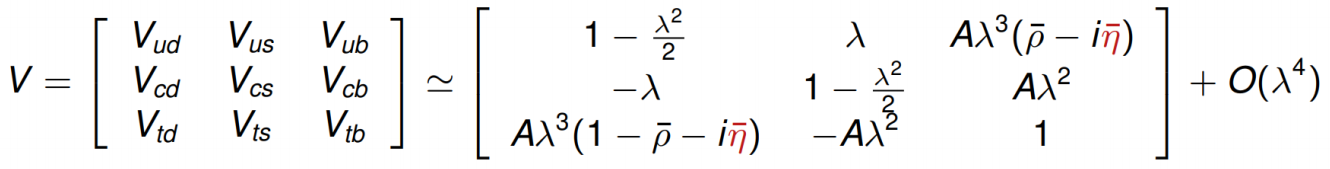 V = [ V_ud V_us V_ub ; V_cd V_cs V_cb ; V_td V_ts V_tb ] ≃ [ 1 − λ²/2 λ Aλ³(ρ̄ − iη̄) ; −λ 1 − λ²/2 Aλ² ; Aλ³(1 − ρ̄ − iη̄) −Aλ² 1 ] + O(λ⁴)